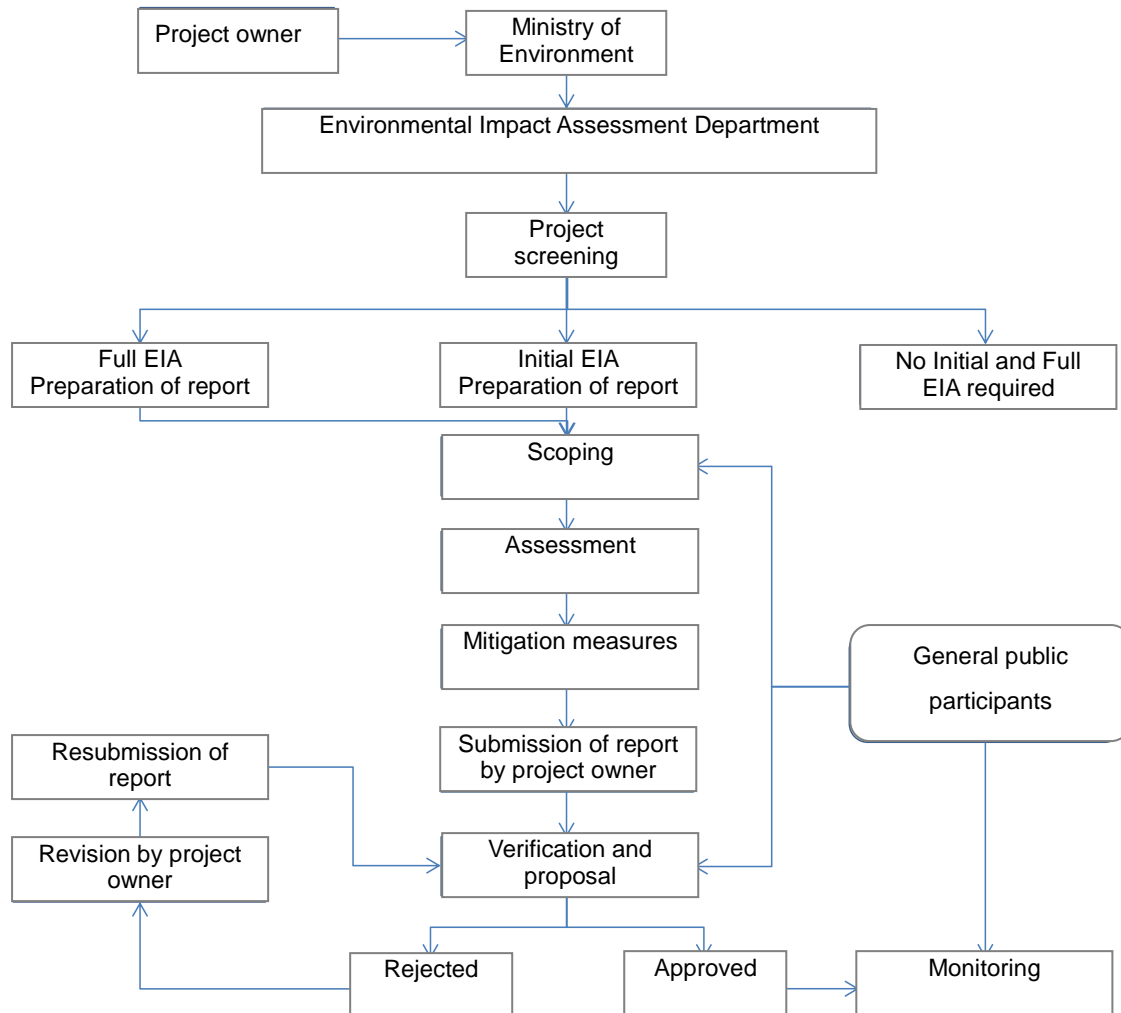 Project owner
Ministry of
Environment
Environmental Impact Assessment Department
Project
screening
Full EIA
Preparation of report
Initial EIA
Preparation of report
No Initial and Full
EIA required
Scoping
Assessment
Mitigation measures
General public
participants
Submission of report
by project owner
Resubmission of
report
Verification and
proposal
Revision by project
owner
Rejected
Approved
Monitoring